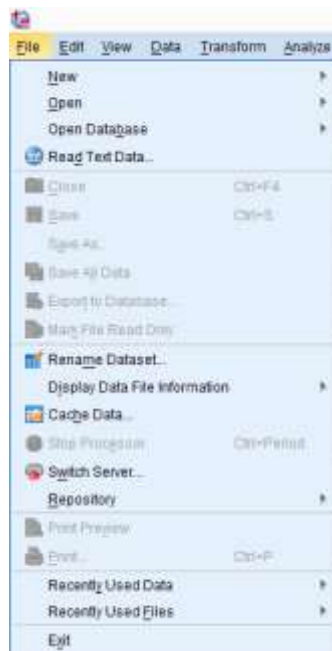 File Edit View Data Transform Analyze
New
Open
Open Database
Read Text Data...
Close Ctrl+F4
Save Ctrl+S
Save As...
Save All Data
Export to Database...
Mark File Read Only
Rename Dataset...
Display Data File Information
Cache Data...
Stop Processor Ctrl+Period
Switch Server...
Repository
Print Preview
Print... Ctrl+P
Recently Used Data
Recently Used Files
Exit